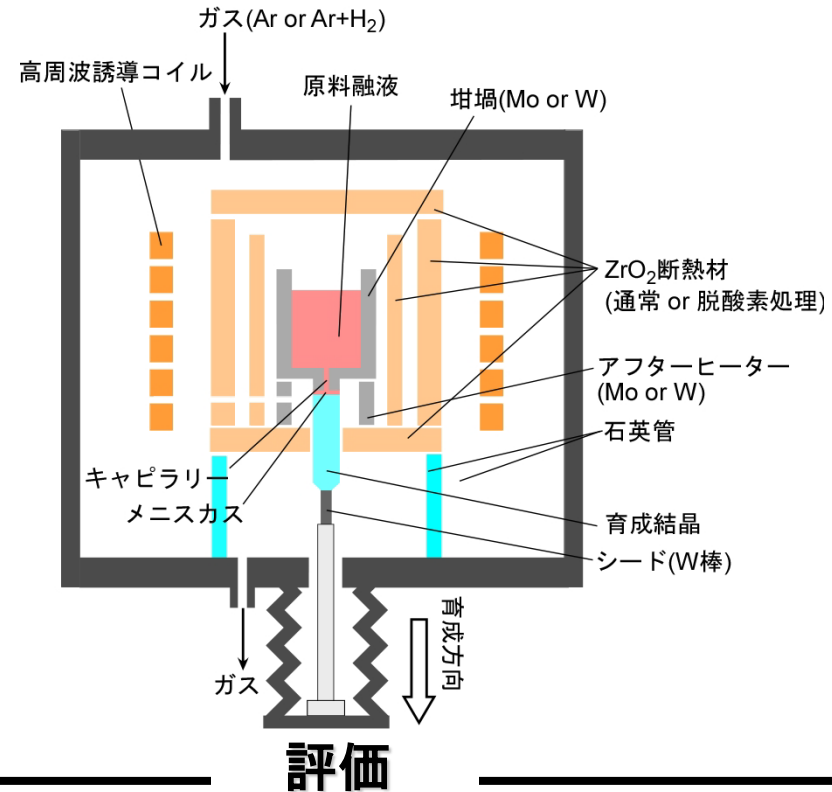 ガス(Ar or Ar+H₂)
高周波誘導コイル
原料融液
坩堝(Mo or W)
ZrO₂断熱材
(通常 or 脱酸素処理)
アフターヒーター
(Mo or W)
石英管
キャピラリー
メニスカス
育成結晶
シード(W棒)
育成方向
ガス
評価